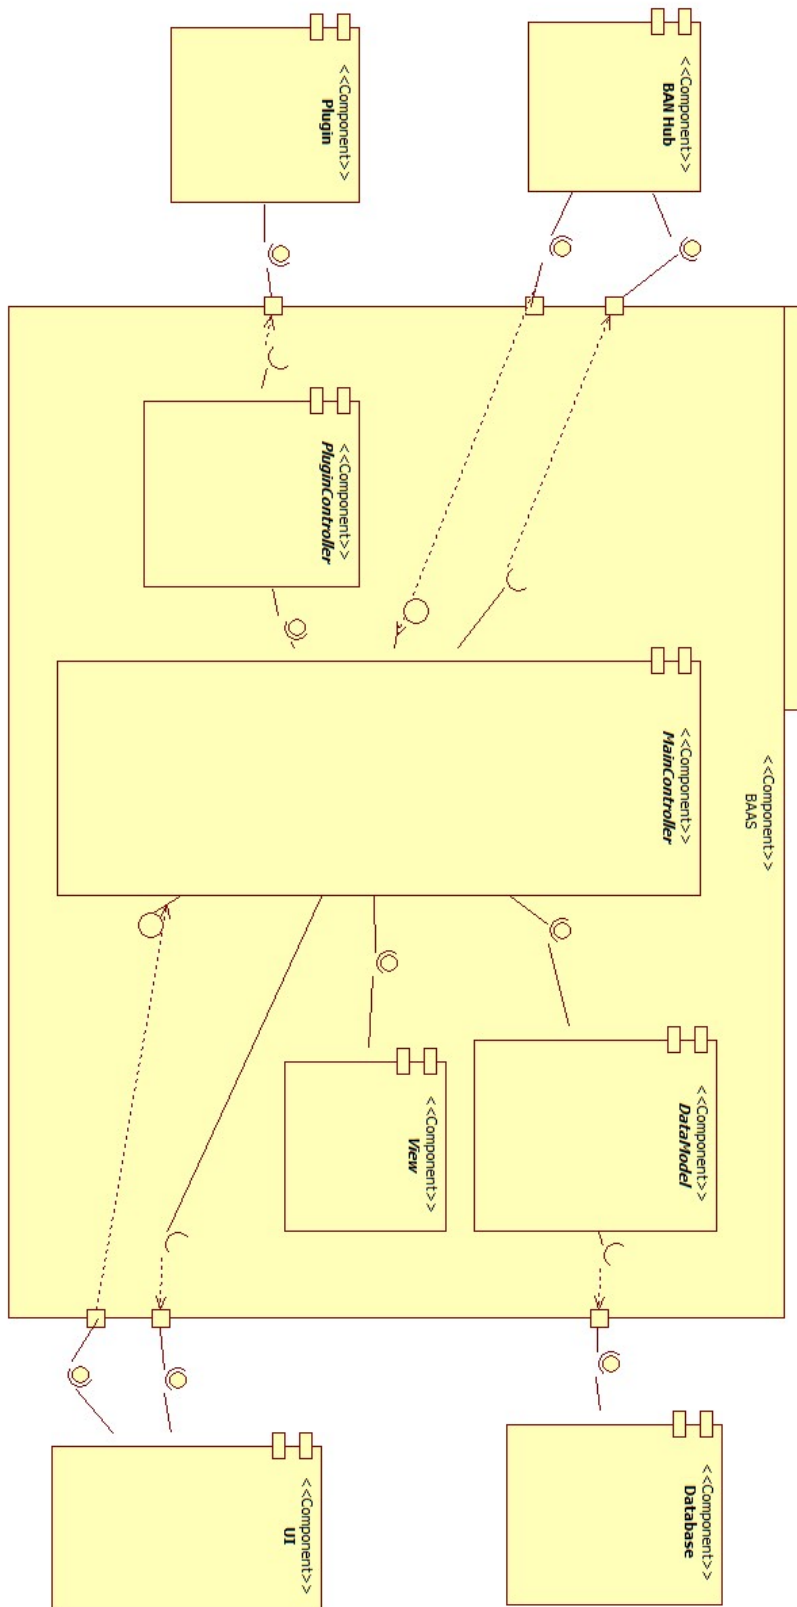 <<Component>>
BAAS
<<Component>>
BAN Hub
<<Component>>
MainController
<<Component>>
DataModel
<<Component>>
Database
<<Component>>
View
<<Component>>
Plugin
<<Component>>
PluginController
<<Component>>
UI